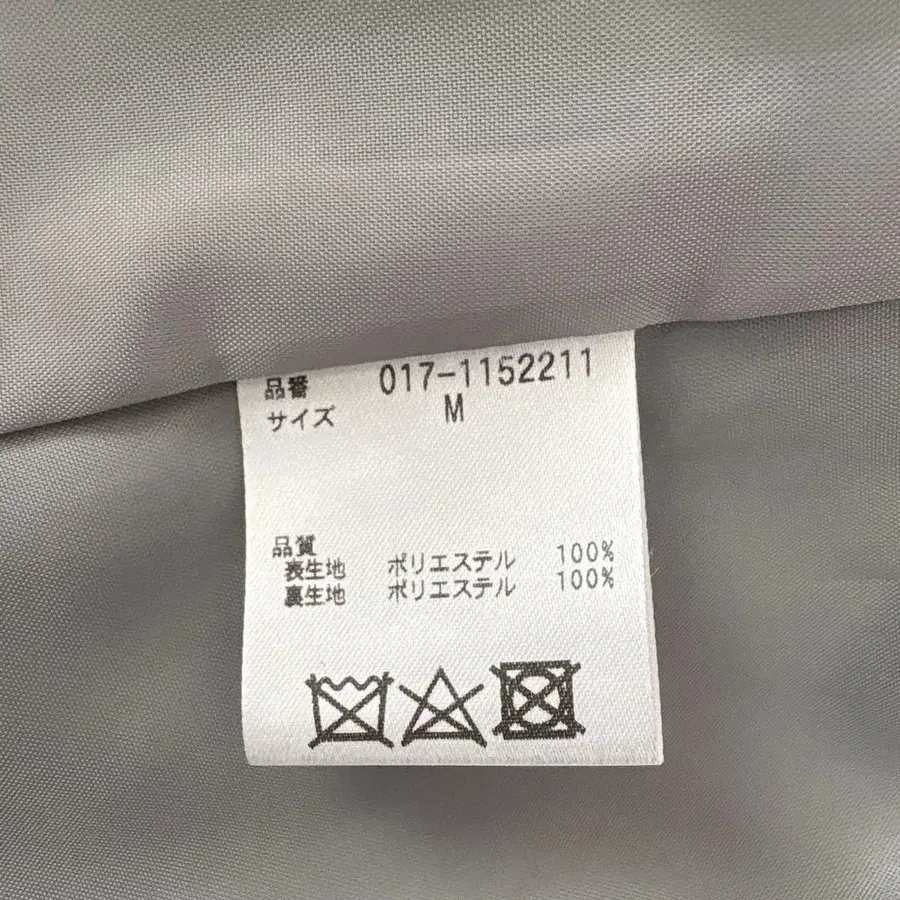 品番 017-1152211
サイズ M
品質
表生地 ポリエステル 100%
裏生地 ポリエステル 100%